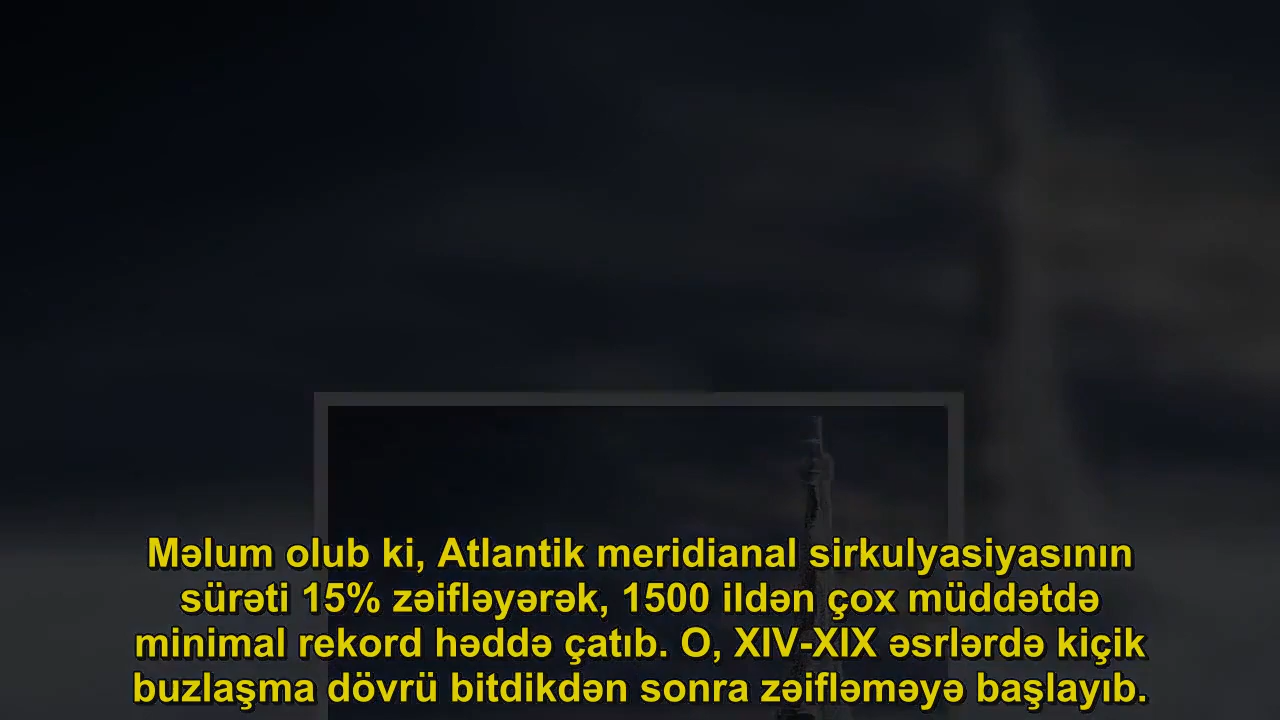 Məlum olub ki, Atlantik meridianal sirkulyasiyasının
sürəti 15% zəifləyərək, 1500 ildən çox müddətdə
minimal rekord həddə çatıb. O, XIV-XIX əsrlərdə kiçik
buzlaşma dövrü bitdikdən sonra zəifləməyə başlayıb.